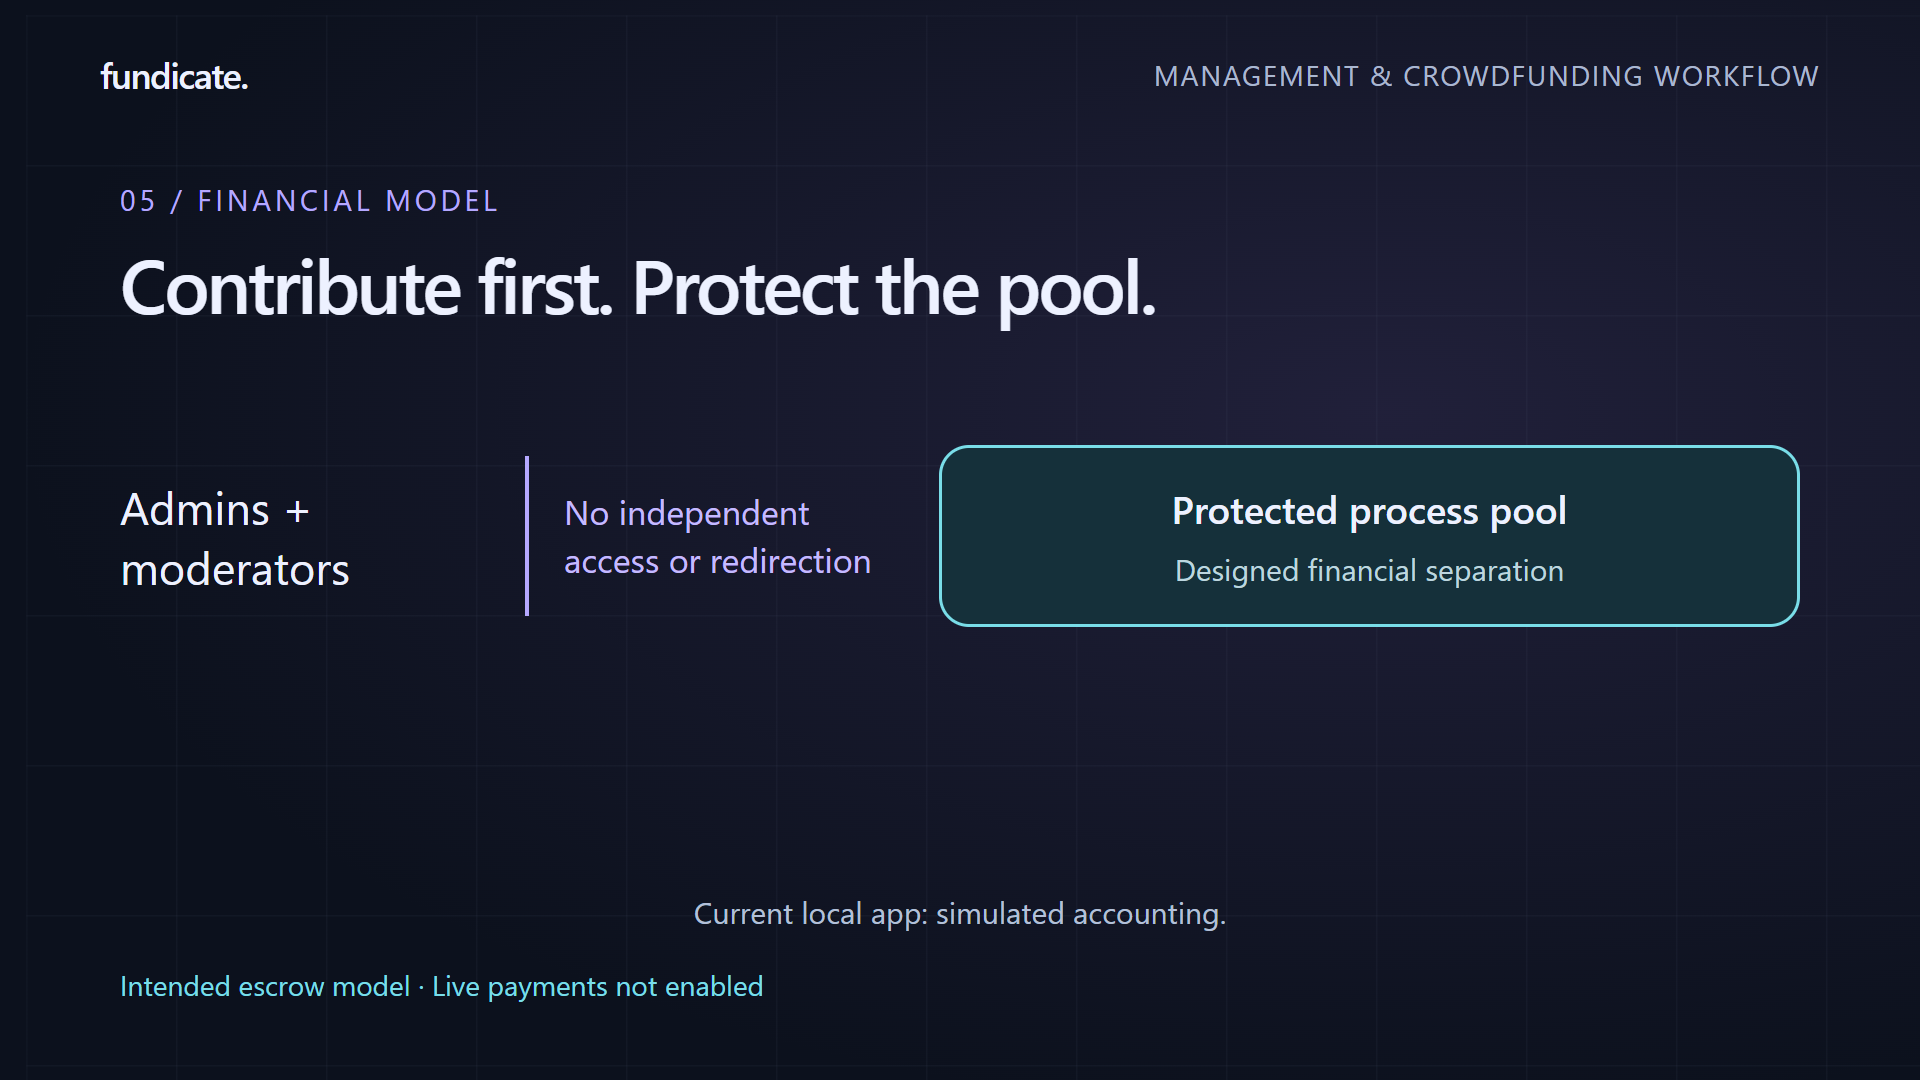 fundicate.
MANAGEMENT & CROWDFUNDING WORKFLOW
05 / FINANCIAL MODEL
Contribute first. Protect the pool.
Admins +
moderators
No independent
access or redirection
Protected process pool
Designed financial separation
Current local app: simulated accounting.
Intended escrow model · Live payments not enabled